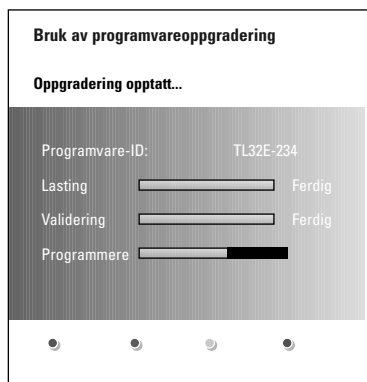 Bruk av programvareoppgradering
Oppgradering opptatt...
Programvare-ID: TL32E-234
Lasting Ferdig
Validering Ferdig
Programmere